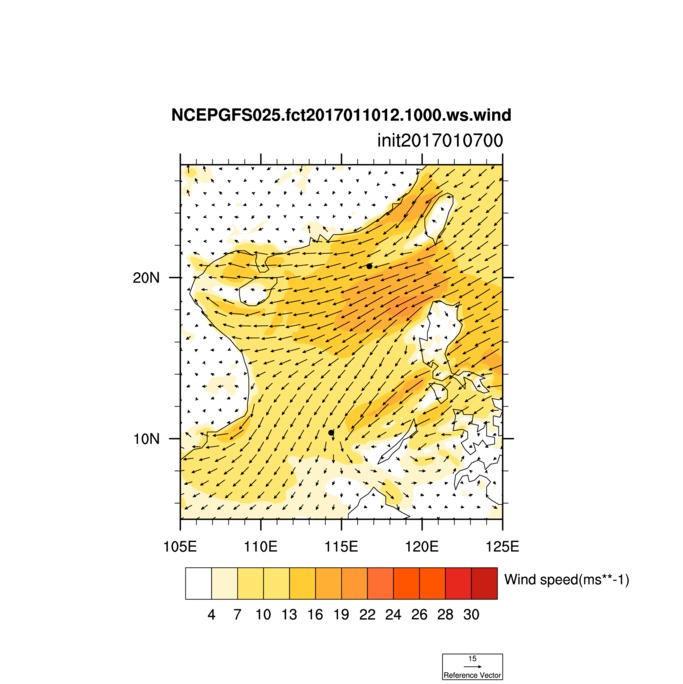 NCEPGFS025.fct2017011012.1000.ws.wind
init2017010700
20N
10N
105E 110E 115E 120E 125E
Wind speed(ms**-1)
4 7 10 13 16 19 22 24 26 28 30
15
Reference Vector